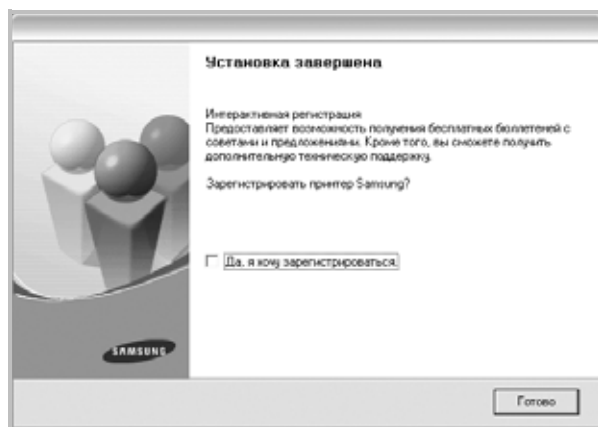 Установка завершена
Интерактивная регистрация
Предоставляет возможность получения бесплатных бюллетеней с
советами и предложениями. Кроме того, вы сможете получить
дополнительную техническую поддержку.
Зарегистрировать принтер Samsung?
Да, я хочу зарегистрироваться.
SAMSUNG
Готово